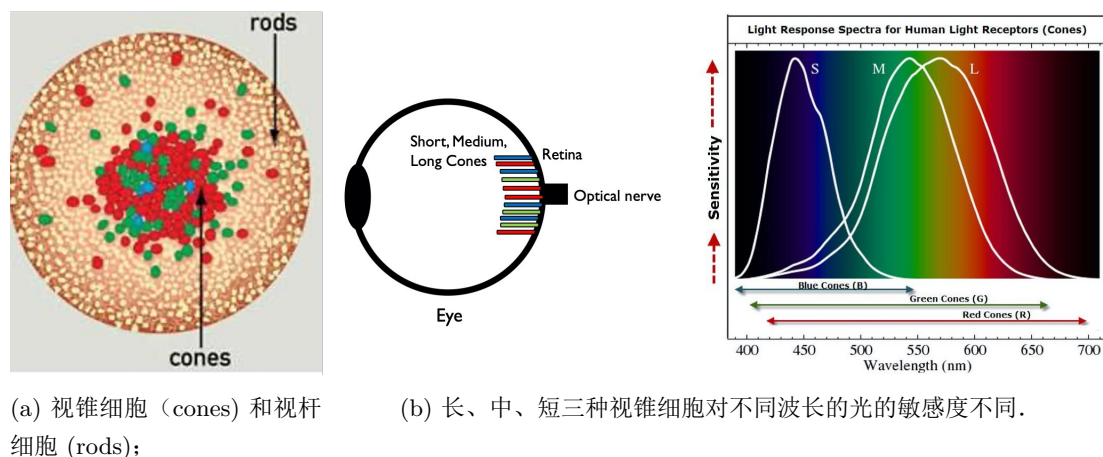 rods
cones
Short, Medium,
Long Cones
Retina
Optical nerve
Eye
Light Response Spectra for Human Light Receptors (Cones)
S
M
L
Sensitivity
Blue Cones (B)
Green Cones (G)
Red Cones (R)
400 450 500 550 600 650 700
Wavelength (nm)
(a) 视锥细胞（cones) 和视杆
细胞 (rods);
(b) 长、中、短三种视锥细胞对不同波长的光的敏感度不同.